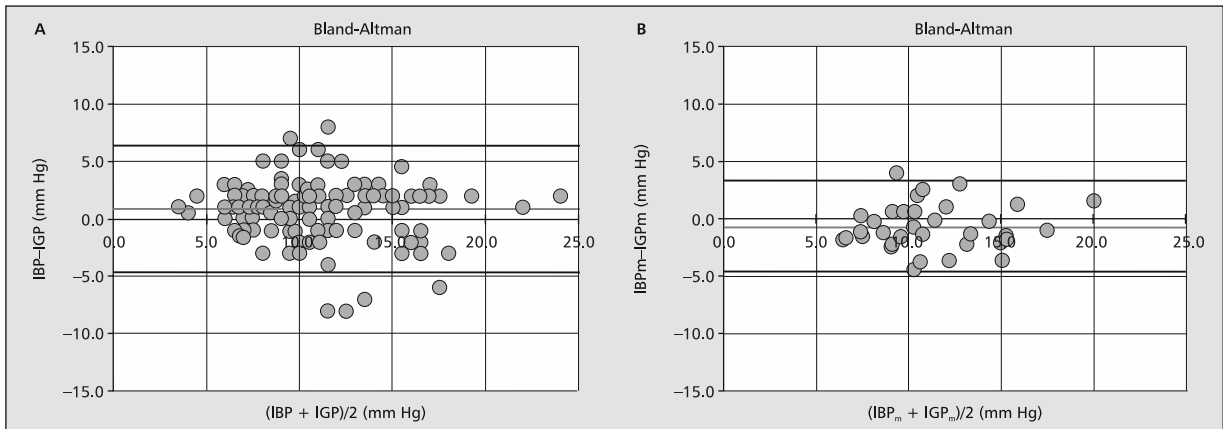 A
Bland-Altman
15.0
10.0
5.0
0.0
−5.0
−10.0
−15.0
0.0 5.0 10.0 15.0 20.0 25.0
IBP–IGP (mm Hg)
(IBP + IGP)/2 (mm Hg)
B
Bland-Altman
15.0
10.0
5.0
0.0
−5.0
−10.0
−15.0
0.0 5.0 10.0 15.0 20.0 25.0
IBPm–IGPm (mm Hg)
(IBPm + IGPm)/2 (mm Hg)